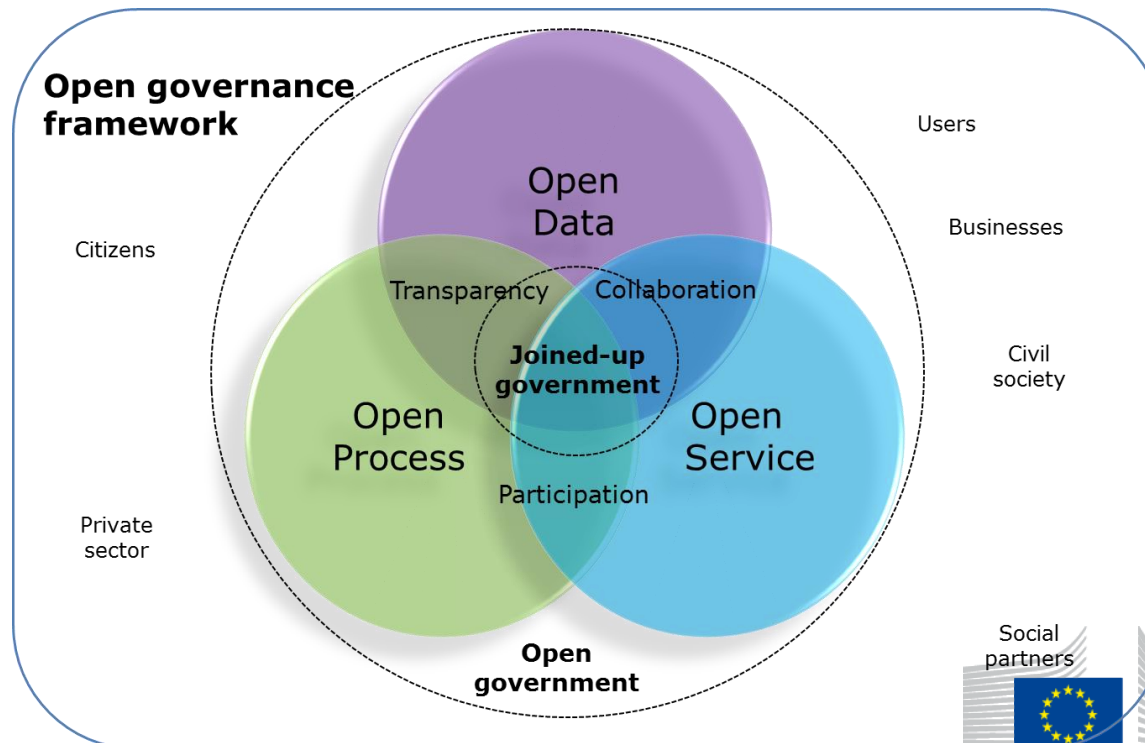 Open governance
framework
Users
Businesses
Citizens
Open
Data
Transparency
Collaboration
Joined-up
government
Civil
society
Open
Process
Open
Service
Participation
Private
sector
Open
government
Social
partners